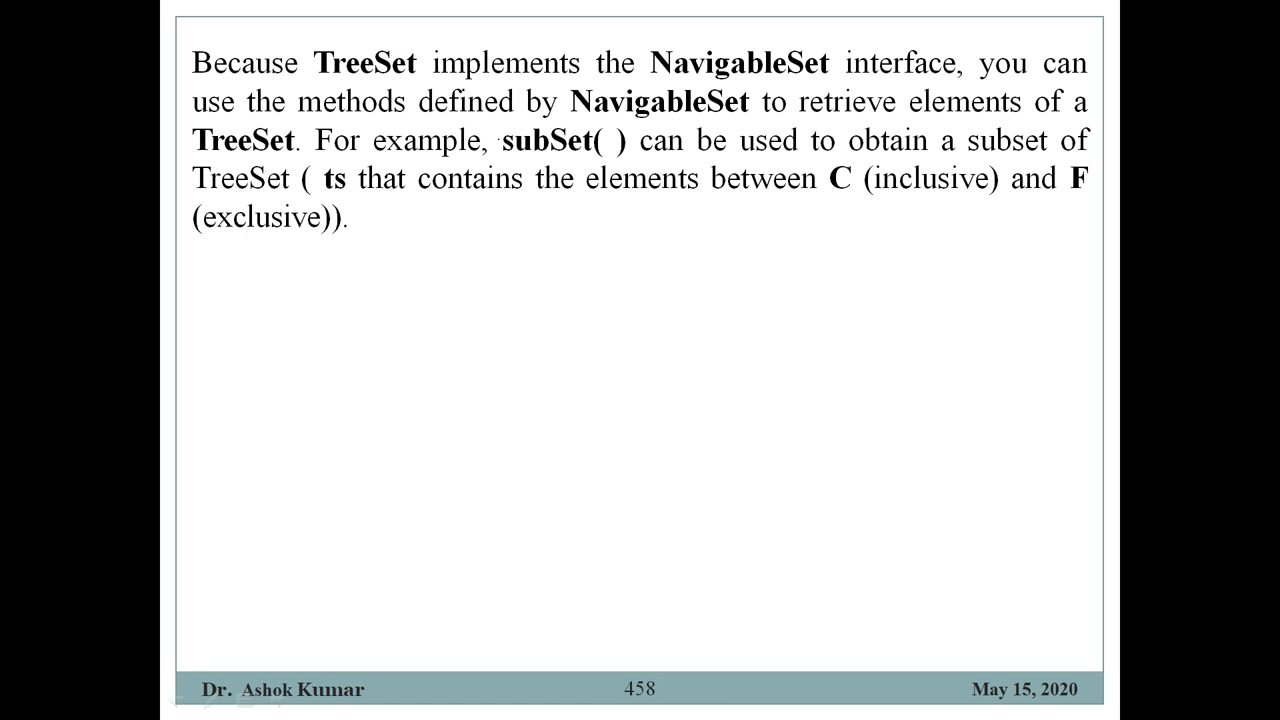 Because TreeSet implements the NavigableSet interface, you can
use the methods defined by NavigableSet to retrieve elements of a
TreeSet. For example, subSet( ) can be used to obtain a subset of
TreeSet ( ts that contains the elements between C (inclusive) and F
(exclusive)).
Dr. Ashok Kumar 458 May 15, 2020